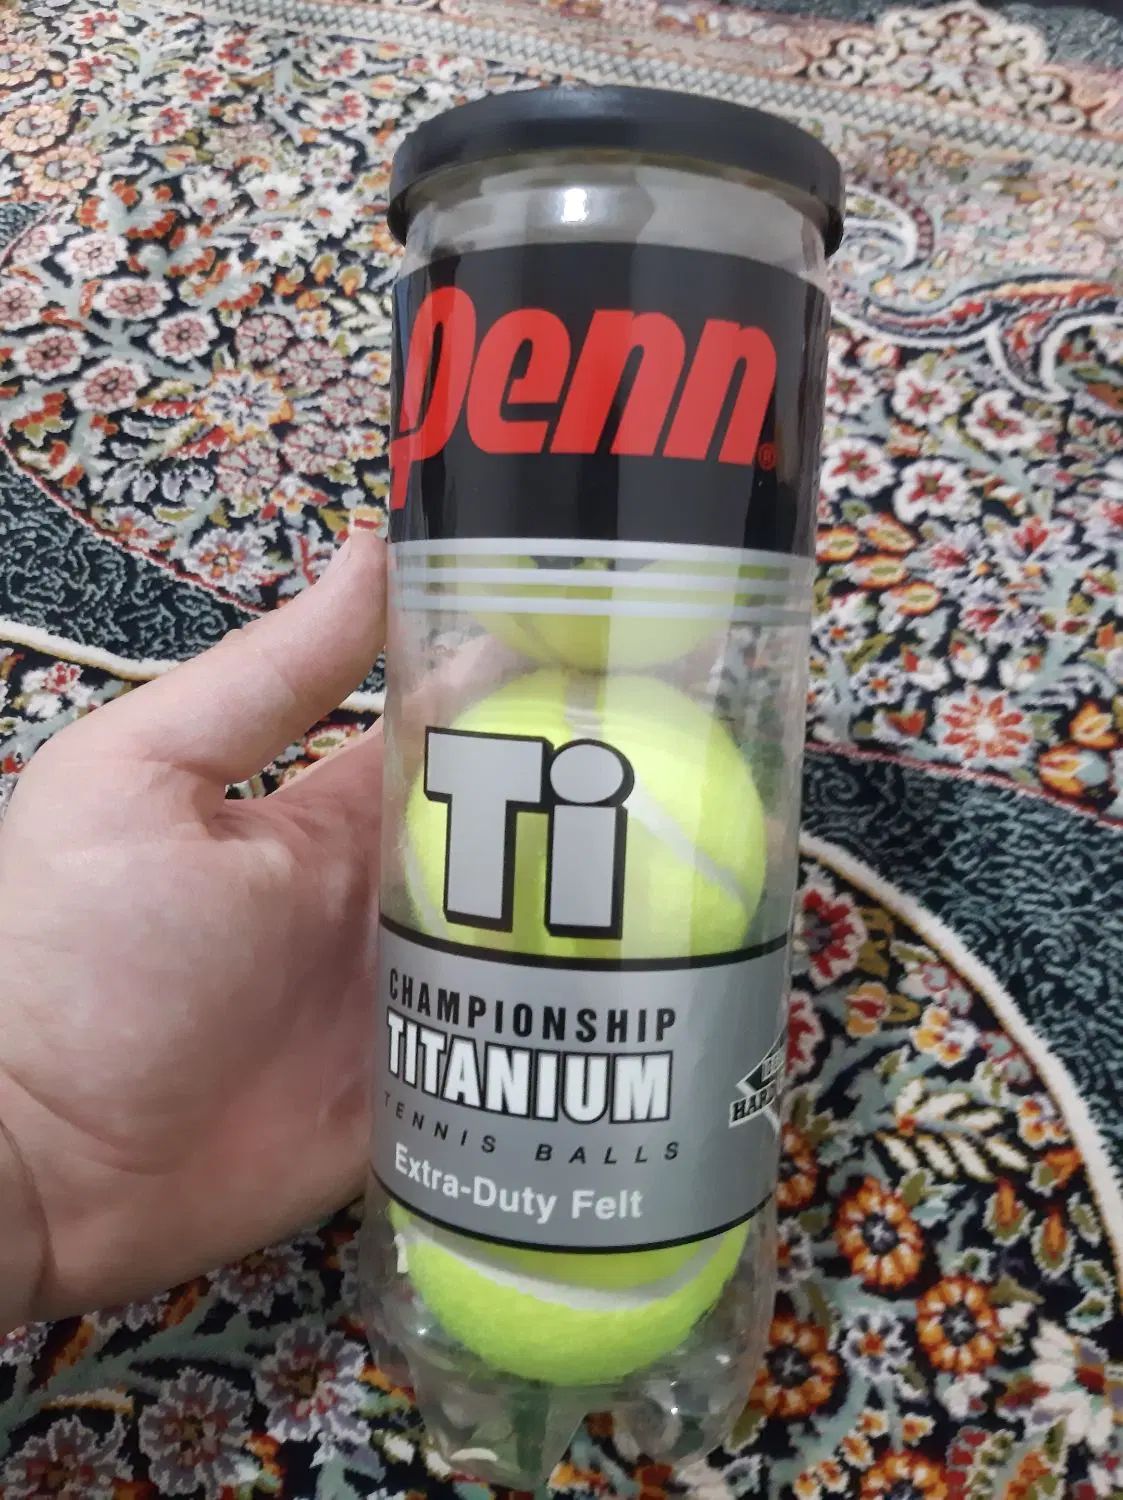 Penn®
Ti
CHAMPIONSHIP
TITANIUM
TENNIS BALLS
Extra-Duty Felt